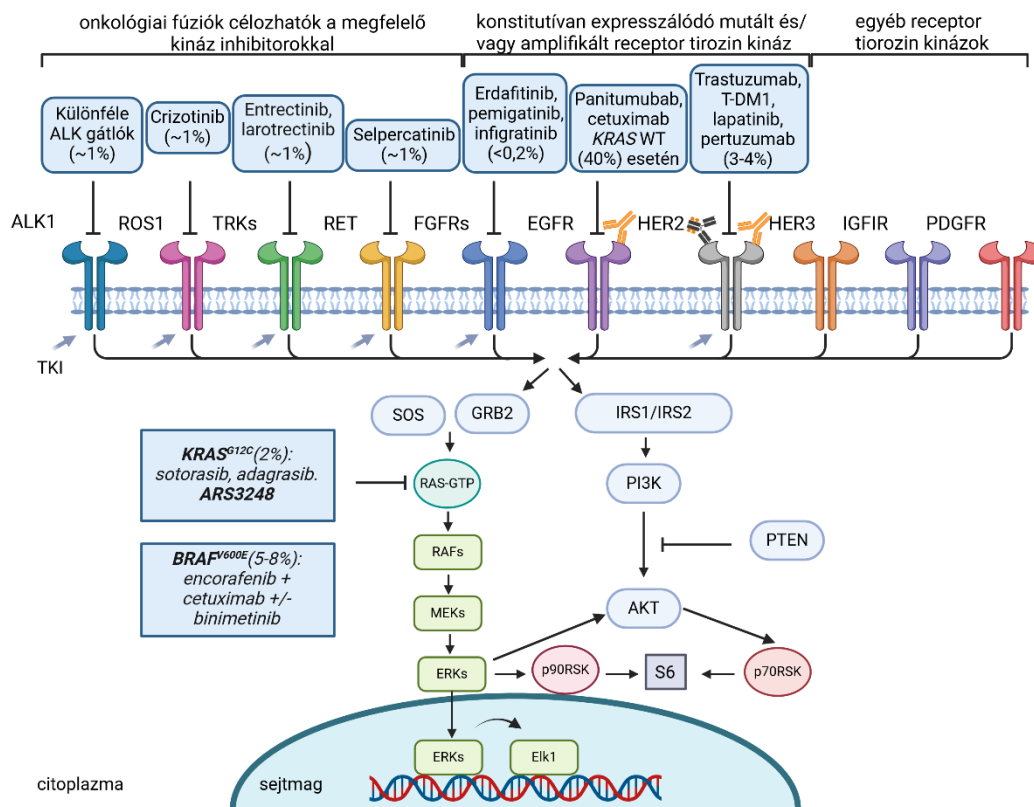 onkológiai fúziók célozhatók a megfelelő
kináz inhibitorokkal
konstitutívan expresszálódó mutált és/
vagy amplifikált receptor tirozin kináz
egyéb receptor
tiorozin kinázok
Különféle
ALK gátlók
(~1%)
Crizotinib
(~1%)
Entrectinib,
larotrectinib
(~1%)
Selpercatinib
(~1%)
Erdafitinib,
pemigatinib,
infigratinib
(<0,2%)
Panitumubab,
cetuximab
KRAS WT
(40%) esetén
Trastuzumab,
T-DM1,
lapatinib,
pertuzumab
(3-4%)
ALK1
ROS1
TRKs
RET
FGFRs
EGFR
HER2
HER3
IGFIR
PDGFR
TKI
SOS
GRB2
IRS1/IRS2
KRASG12C(2%):
sotorasib, adagrasib.
ARS3248
RAS-GTP
PI3K
BRAFV600E(5-8%):
encorafenib +
cetuximab +/-
binimetinib
RAFs
PTEN
MEKs
AKT
ERKs
p90RSK
S6
p70RSK
ERKs
Elk1
citoplazma
sejtmag